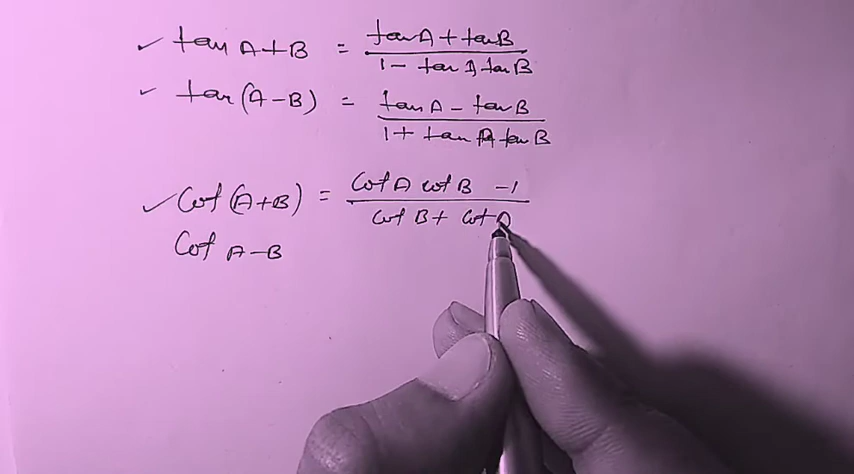 ✓ tan A+B = (tan A + tan B) / (1 - tan A tan B)
✓ tan (A-B) = (tan A - tan B) / (1 + tan A tan B)
✓ Cot (A+B) = (Cot A cot B - 1) / (cot B + cot A)
Cot A-B